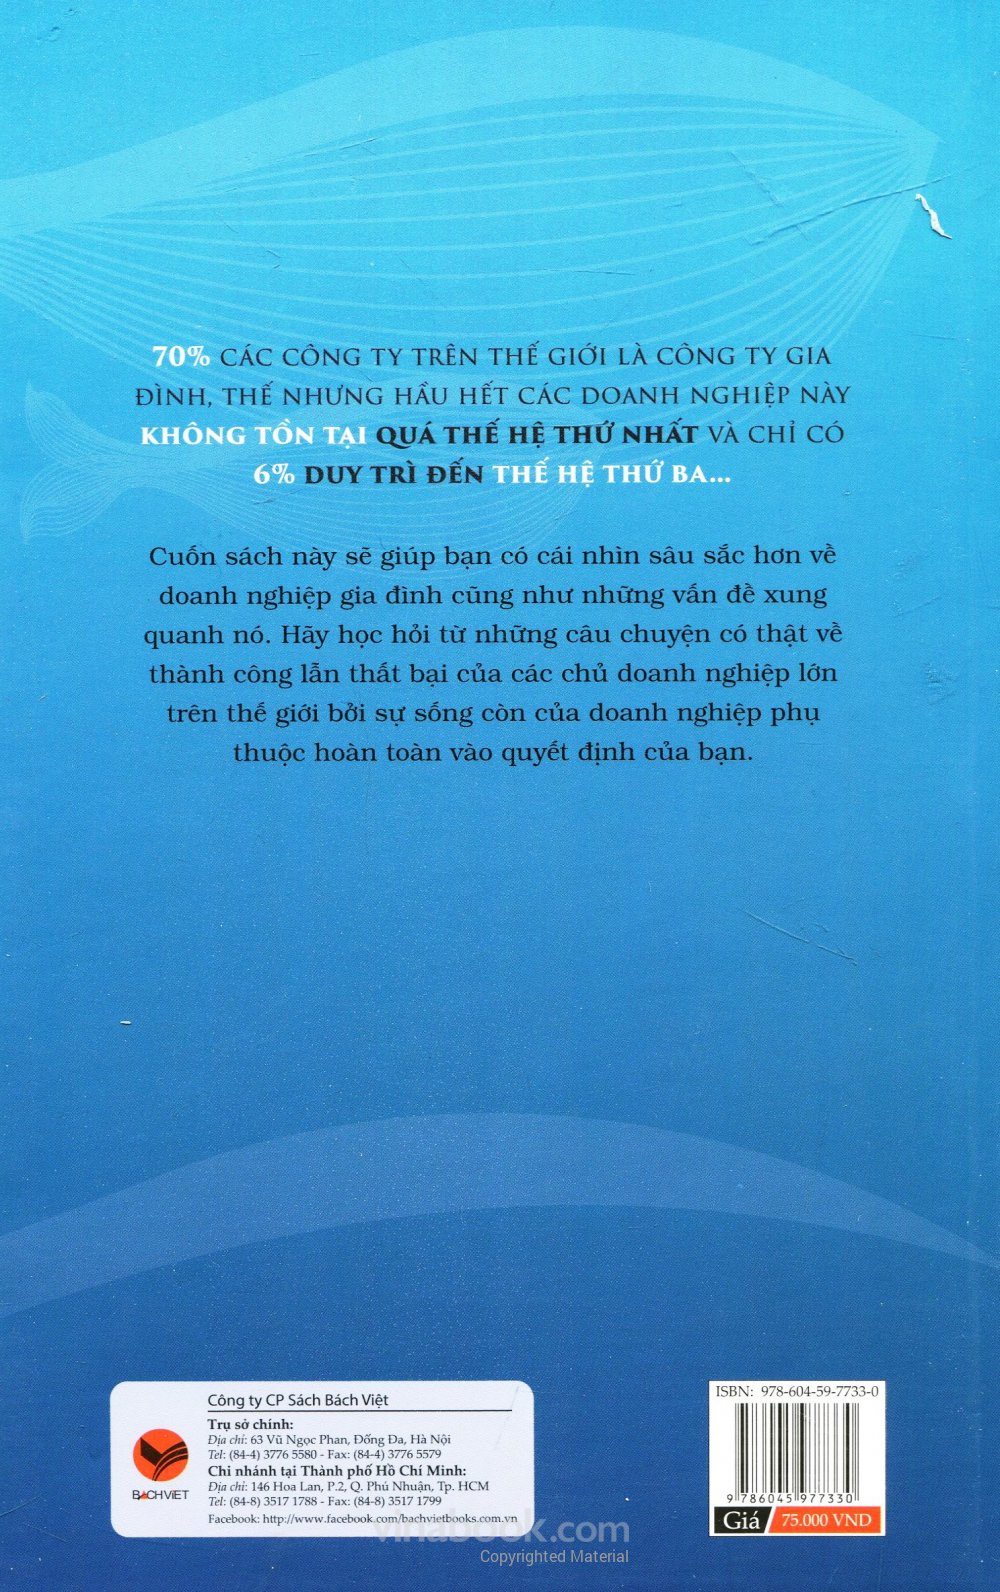 70% CÁC CÔNG TY TRÊN THẾ GIỚI LÀ CÔNG TY GIA
ĐÌNH, THẾ NHƯNG HẦU HẾT CÁC DOANH NGHIỆP NÀY
KHÔNG TỒN TẠI QUÁ THẾ HỆ THỨ NHẤT VÀ CHỈ CÓ
6% DUY TRÌ ĐẾN THẾ HỆ THỨ BA...
Cuốn sách này sẽ giúp bạn có cái nhìn sâu sắc hơn về
doanh nghiệp gia đình cũng như những vấn đề xung
quanh nó. Hãy học hỏi từ những câu chuyện có thật về
thành công lẫn thất bại của các chủ doanh nghiệp lớn
trên thế giới bởi sự sống còn của doanh nghiệp phụ
thuộc hoàn toàn vào quyết định của bạn.
Công ty CP Sách Bách Việt
Trụ sở chính:
Địa chỉ: 63 Vũ Ngọc Phan, Đống Đa, Hà Nội
Tel: (84-4) 3776 5580 - Fax: (84-4) 3776 5579
Chi nhánh tại Thành phố Hồ Chí Minh:
Địa chỉ: 146 Hoa Lan, P.2, Q. Phú Nhuận, Tp. HCM
Tel: (84-8) 3517 1788 - Fax: (84-8) 3517 1799
Facebook: http://www.facebook.com/bachvietbooks.com.vn
BÁCHVIỆT
ISBN: 978-604-59-7733-0
9 786045 977330
Giá 75.000 VND
vinabook.com
Copyrighted Material